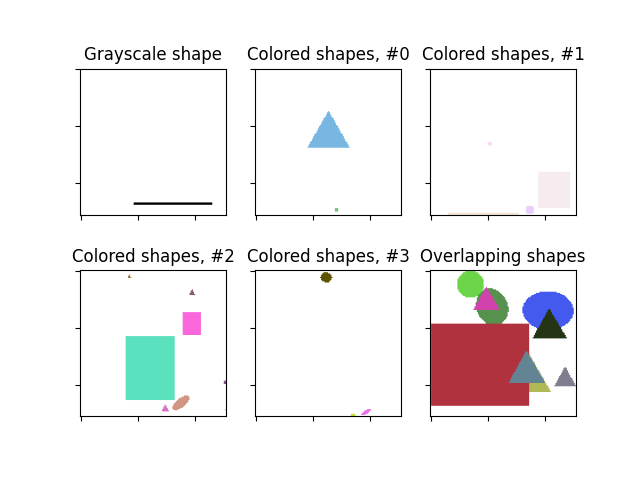 Grayscale shape
Colored shapes, #0
Colored shapes, #1
Colored shapes, #2
Colored shapes, #3
Overlapping shapes